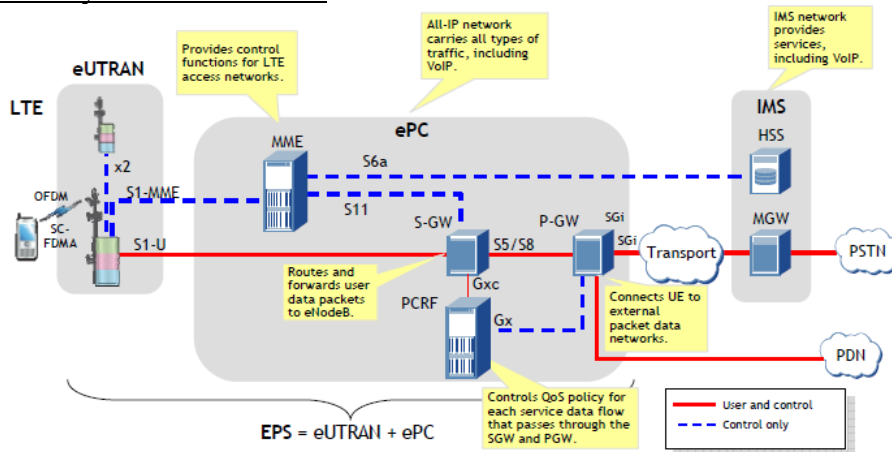 All-IP network
carries all types of
traffic, including
VoIP.
IMS network
provides
services,
including VoIP.
Provides control
functions for LTE
access networks.
eUTRAN
LTE
ePC
IMS
MME
HSS
S6a
x2
S1-MME
OFDM
S11
SC-
FDMA
S-GW
P-GW
SGi
MGW
S1-U
S5/S8
SGi
Transport
PSTN
Routes and
forwards user
data packets
to eNodeB.
Gxc
PCRF
Gx
Connects UE to
external
packet data
networks.
PDN
Controls QoS policy for
each service data flow
that passes through the
SGW and PGW.
EPS = eUTRAN + ePC
User and control
Control only